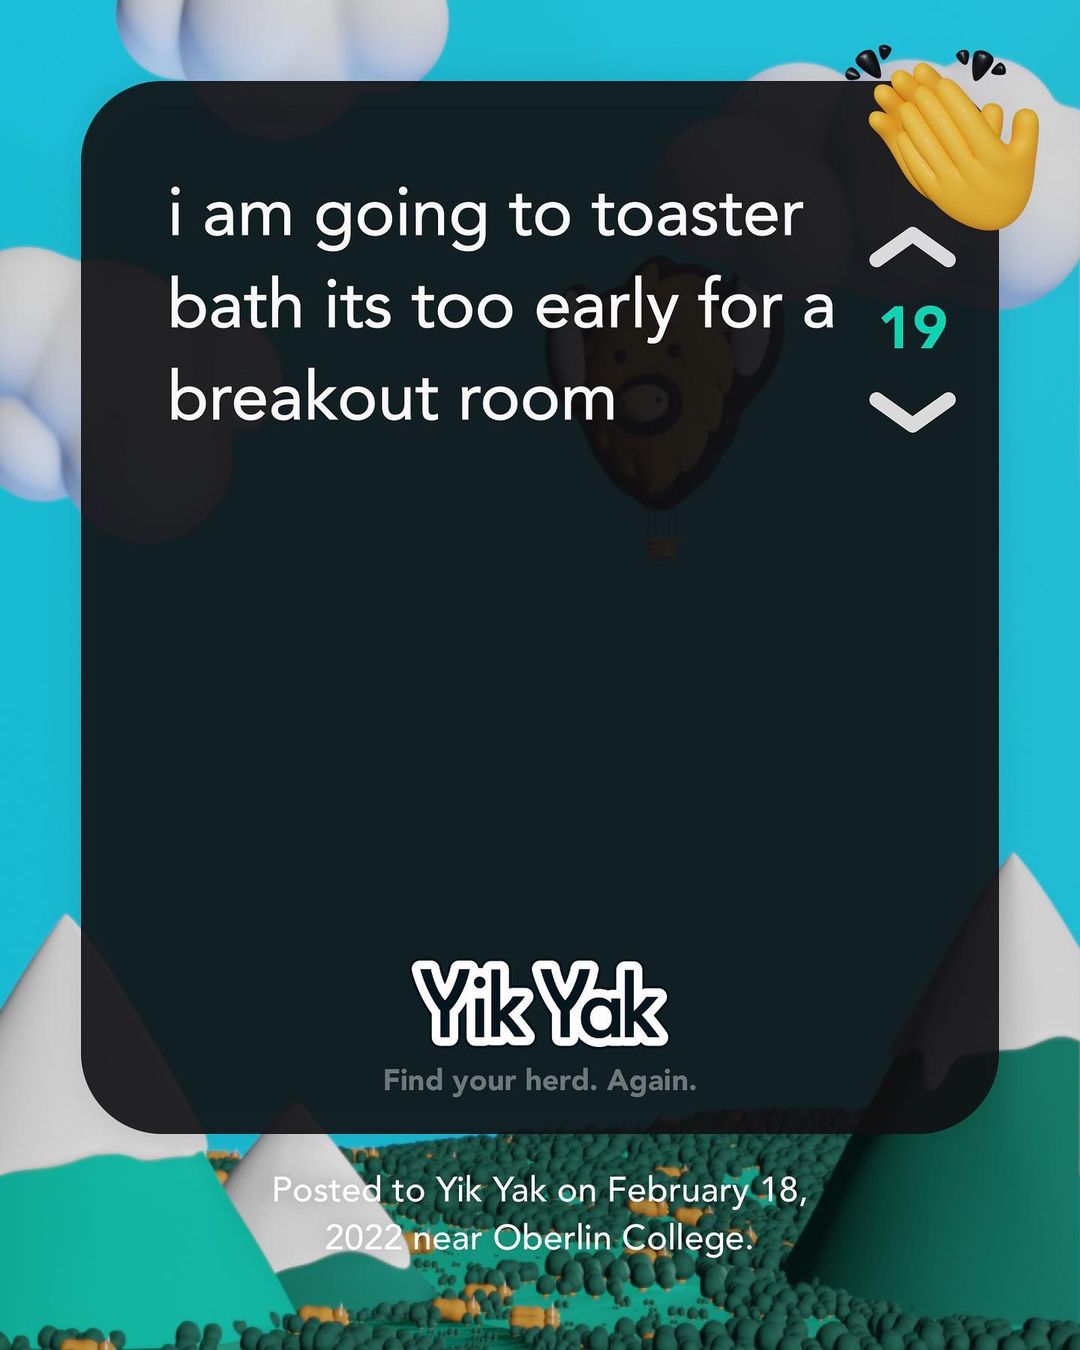 i am going to toaster
bath its too early for a
breakout room
19
Yik Yak
Find your herd. Again.
Posted to Yik Yak on February 18,
2022 near Oberlin College.